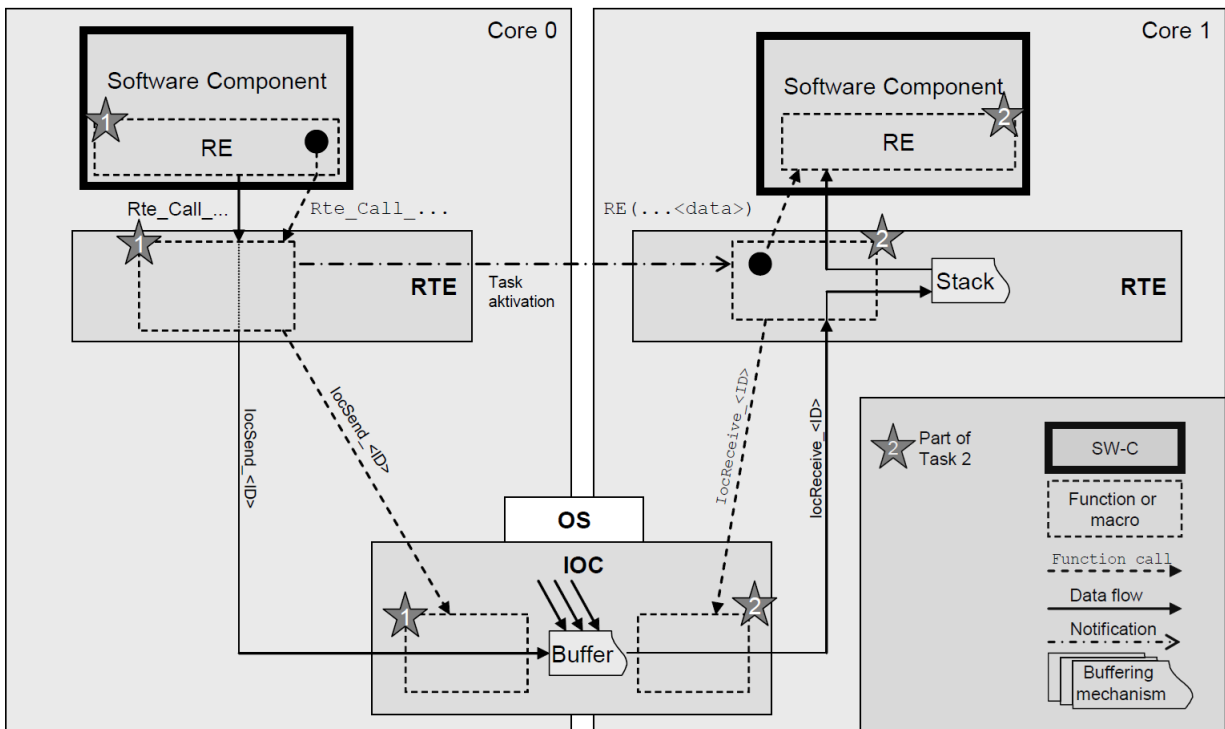 Core 0
Software Component
1
RE
Rte_Call_...
Rte_Call_...
1
RTE
Task
aktivation
IocSend_<ID>
IocSend_<ID>
Core 1
Software Component
2
RE
RE(...<data>)
2
Stack
RTE
IocReceive_<ID>
IocReceive_<ID>
OS
IOC
1
Buffer
2
2
Part of
Task 2
SW-C
Function or
macro
Function call
Data flow
Notification
Buffering
mechanism